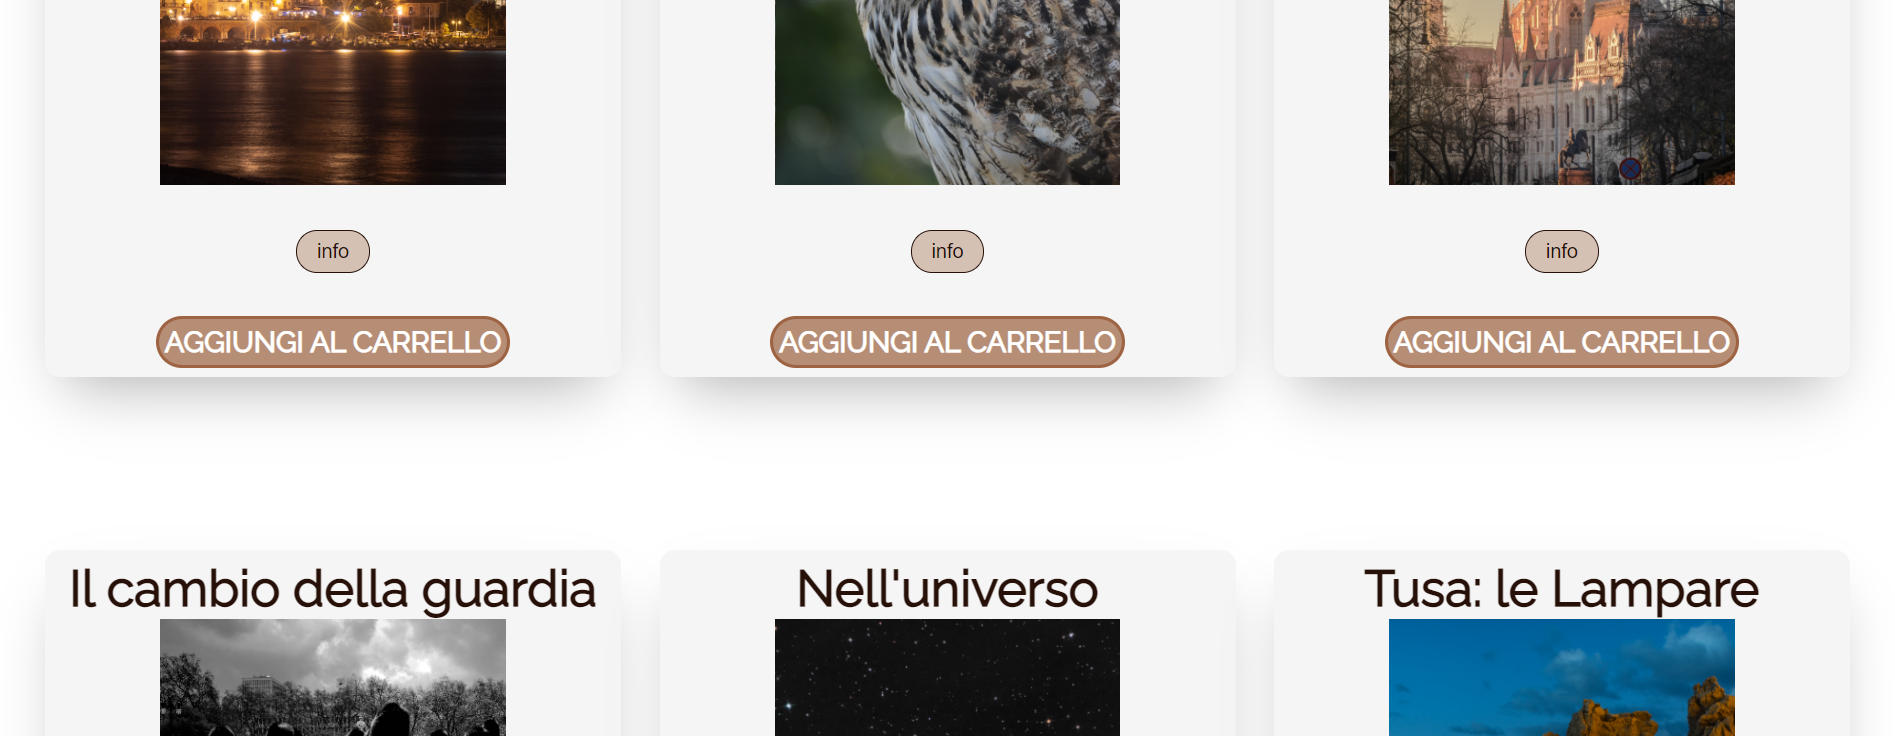 info
info
info
AGGIUNGI AL CARRELLO
AGGIUNGI AL CARRELLO
AGGIUNGI AL CARRELLO
Il cambio della guardia
Nell'universo
Tusa: le Lampare